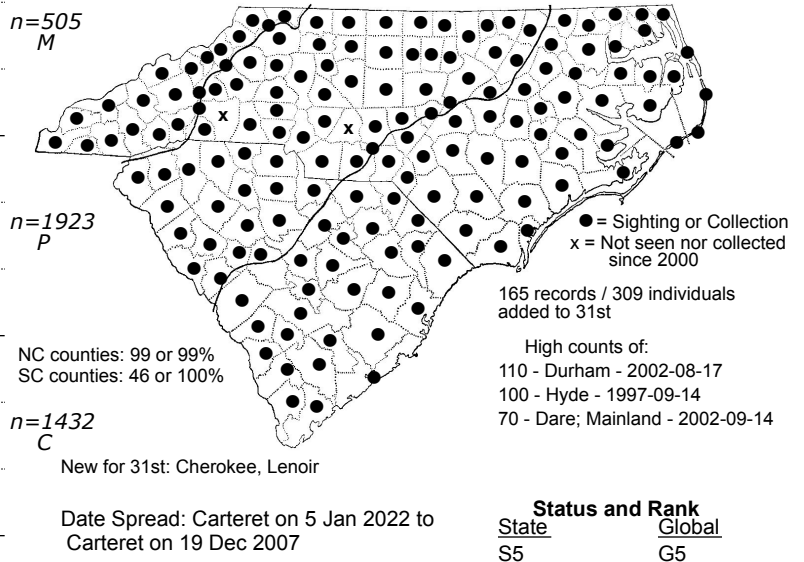 n=505
M
x
x
n=1923
P
● = Sighting or Collection
x = Not seen nor collected
since 2000
165 records / 309 individuals
added to 31st
NC counties: 99 or 99%
SC counties: 46 or 100%
High counts of:
110 - Durham - 2002-08-17
100 - Hyde - 1997-09-14
70 - Dare; Mainland - 2002-09-14
n=1432
C
New for 31st: Cherokee, Lenoir
Date Spread: Carteret on 5 Jan 2022 to
Carteret on 19 Dec 2007
Status and Rank
State Global
S5 G5